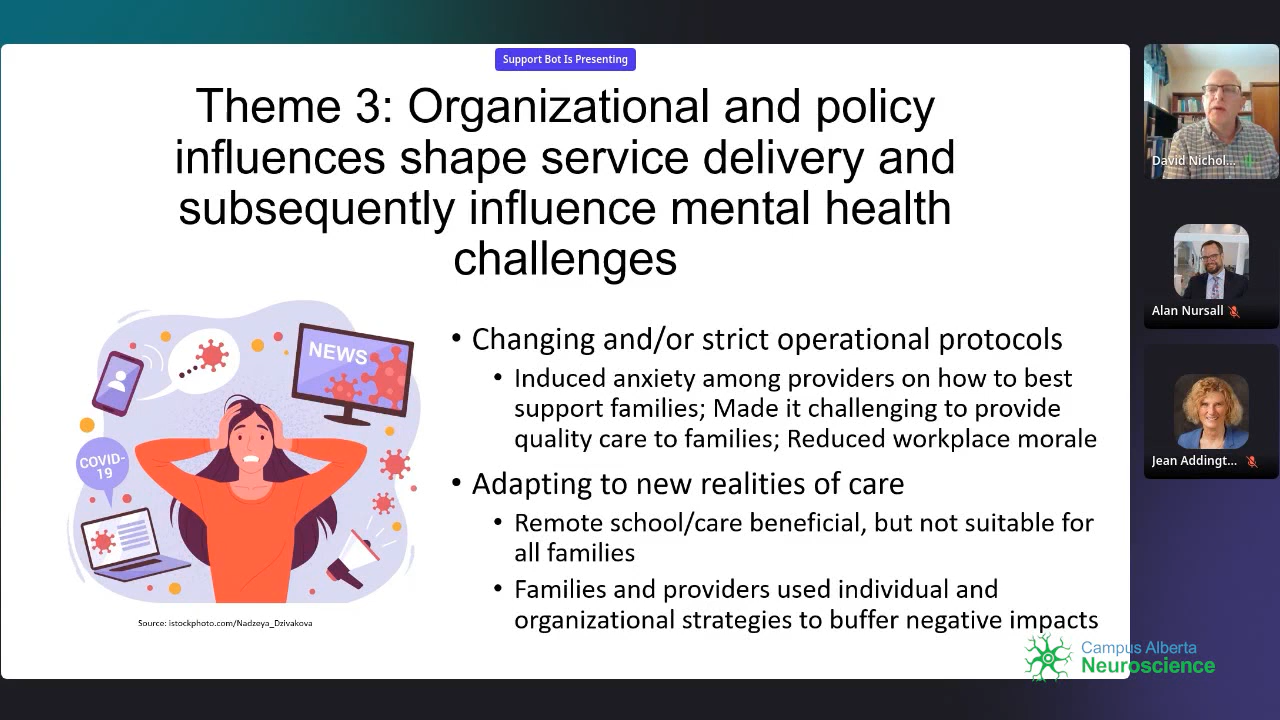 Support Bot Is Presenting
Theme 3: Organizational and policy
influences shape service delivery and
subsequently influence mental health
challenges
NEWS
COVID-
19
Source: istockphoto.com/Nadzeya_Dzivakova
• Changing and/or strict operational protocols
• Induced anxiety among providers on how to best
support families; Made it challenging to provide
quality care to families; Reduced workplace morale
• Adapting to new realities of care
• Remote school/care beneficial, but not suitable for
all families
• Families and providers used individual and
organizational strategies to buffer negative impacts
David Nichol...
Alan Nursall
Jean Addingt...
Campus Alberta
Neuroscience